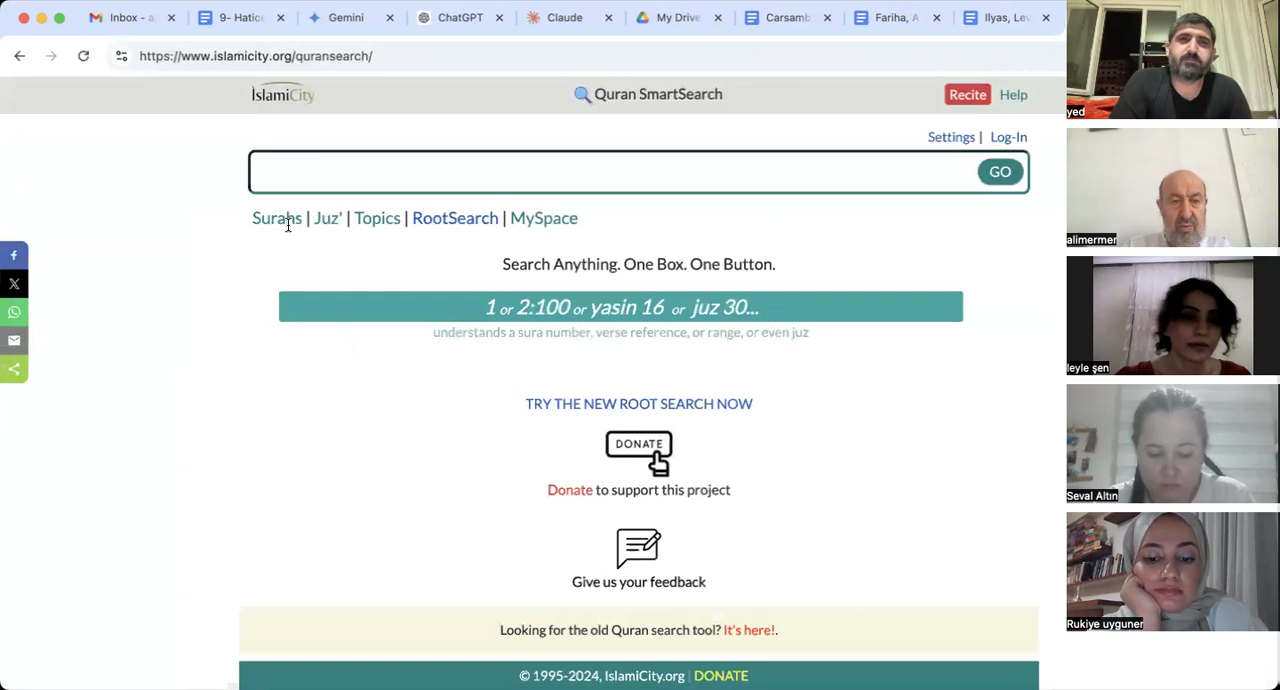 Inbox - a
9- Hatice
Gemini
ChatGPT
Claude
My Drive
Carsamb
Fariha, A
Ilyas, Lev
https://www.islamicity.org/quransearch/
IslamiCity
Quran SmartSearch
Recite
Help
Settings | Log-In
GO
Surahs | Juz' | Topics | RootSearch | MySpace
Search Anything. One Box. One Button.
1 or 2:100 or yasin 16 or juz 30...
understands a sura number, verse reference, or range, or even juz
TRY THE NEW ROOT SEARCH NOW
DONATE
Donate to support this project
Give us your feedback
Looking for the old Quran search tool? It's here!.
© 1995-2024, IslamiCity.org | DONATE
yed
alimermer
leyle şen
Seval Altın
Rukiye uyguner